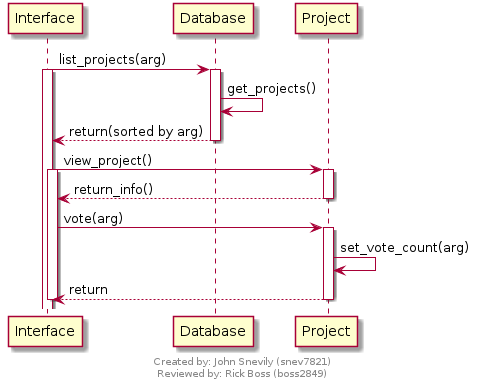 Interface Database Project
list_projects(arg)
get_projects()
return(sorted by arg)
view_project()
return_info()
vote(arg)
set_vote_count(arg)
return
Interface Database Project
Created by: John Snevily (snev7821)
Reviewed by: Rick Boss (boss2849)